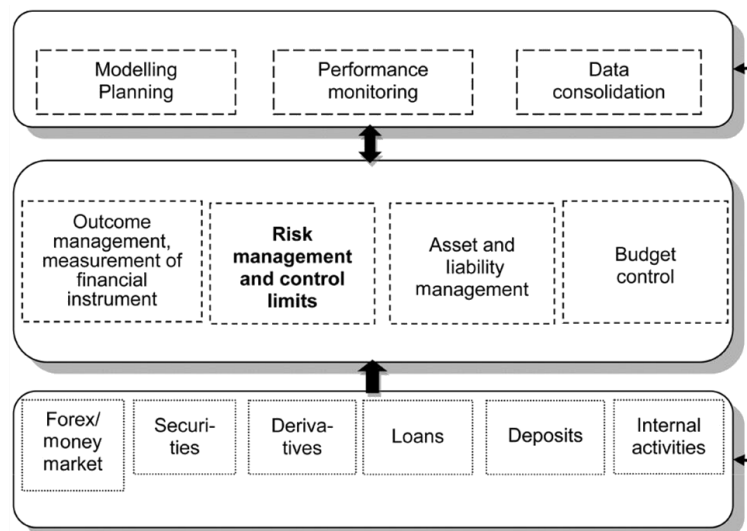 Modelling
Planning
Performance
monitoring
Data
consolidation
Outcome
management,
measurement of
financial
instrument
Risk
management
and control
limits
Asset and
liability
management
Budget
control
Forex/
money
market
Securi-
ties
Deriva-
tives
Loans
Deposits
Internal
activities